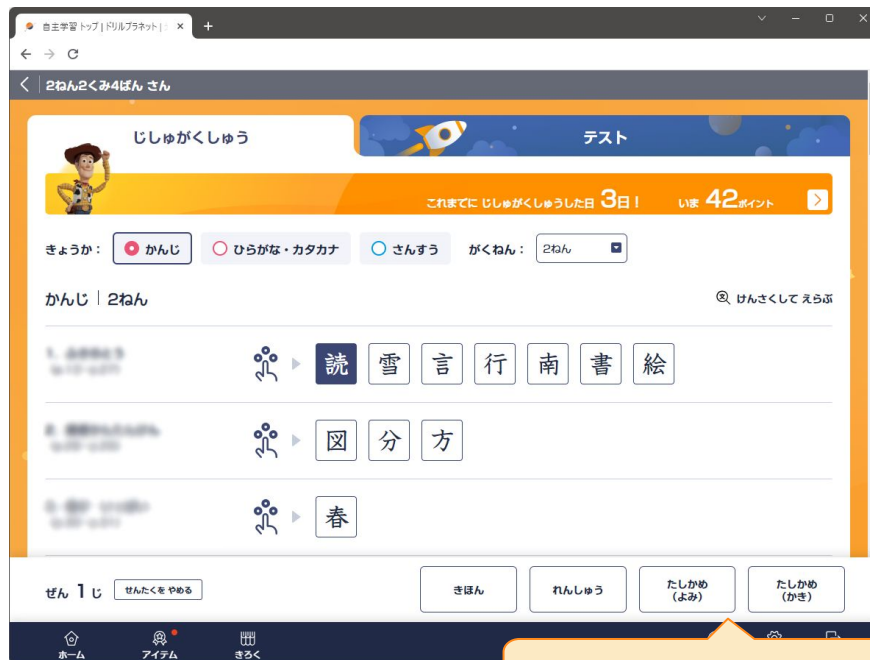 自主学習 トップ | ドリルプラネット |
2ねん2くみ4ばん さん
じしゅがくしゅう
テスト
これまでに じしゅがくしゅうした日 3日! いま 42ポイント
きょうか: かんじ ひらがな・カタカナ さんすう がくねん: 2ねん
かんじ | 2ねん
けんさくして えらぶ
読 雪 言 行 南 書 絵
図 分 方
春
ぜん 1 じ せんたくを やめる
きほん
れんしゅう
たしかめ
(よみ)
たしかめ
(かき)
ホーム アイテム きろく